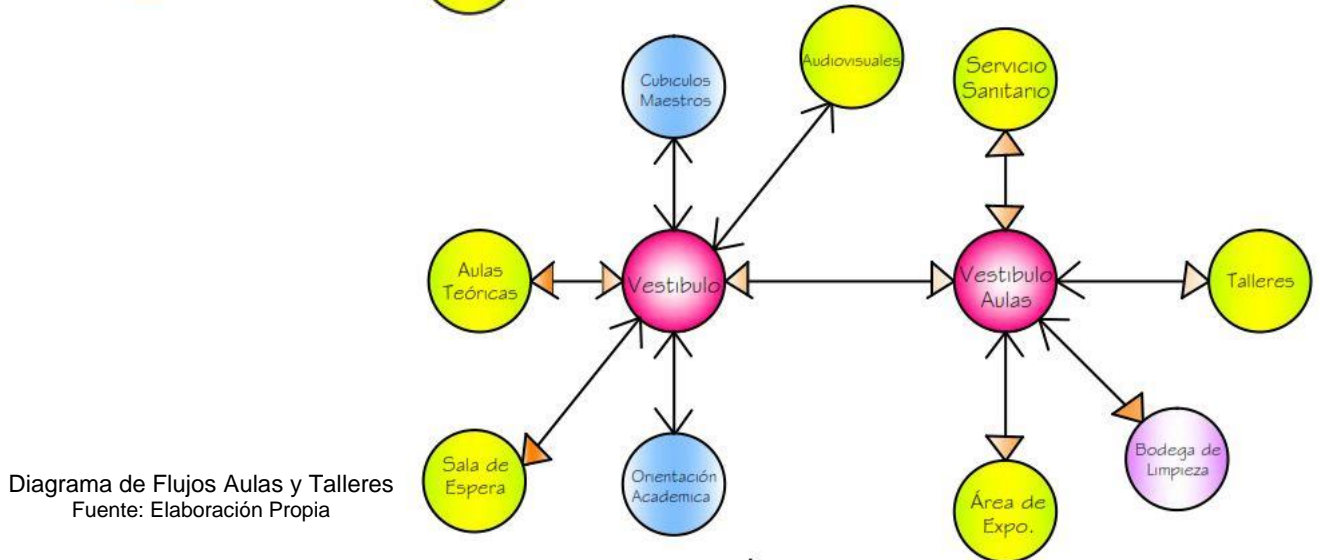 Audiovisuales
Cubiculos
Maestros
Servicio
Sanitario
Aulas
Teóricas
Vestibulo
Vestibulo
Aulas
Talleres
Sala de
Espera
Orientación
Academica
Área de
Expo.
Bodega de
Limpieza
Diagrama de Flujos Aulas y Talleres
Fuente: Elaboración Propia